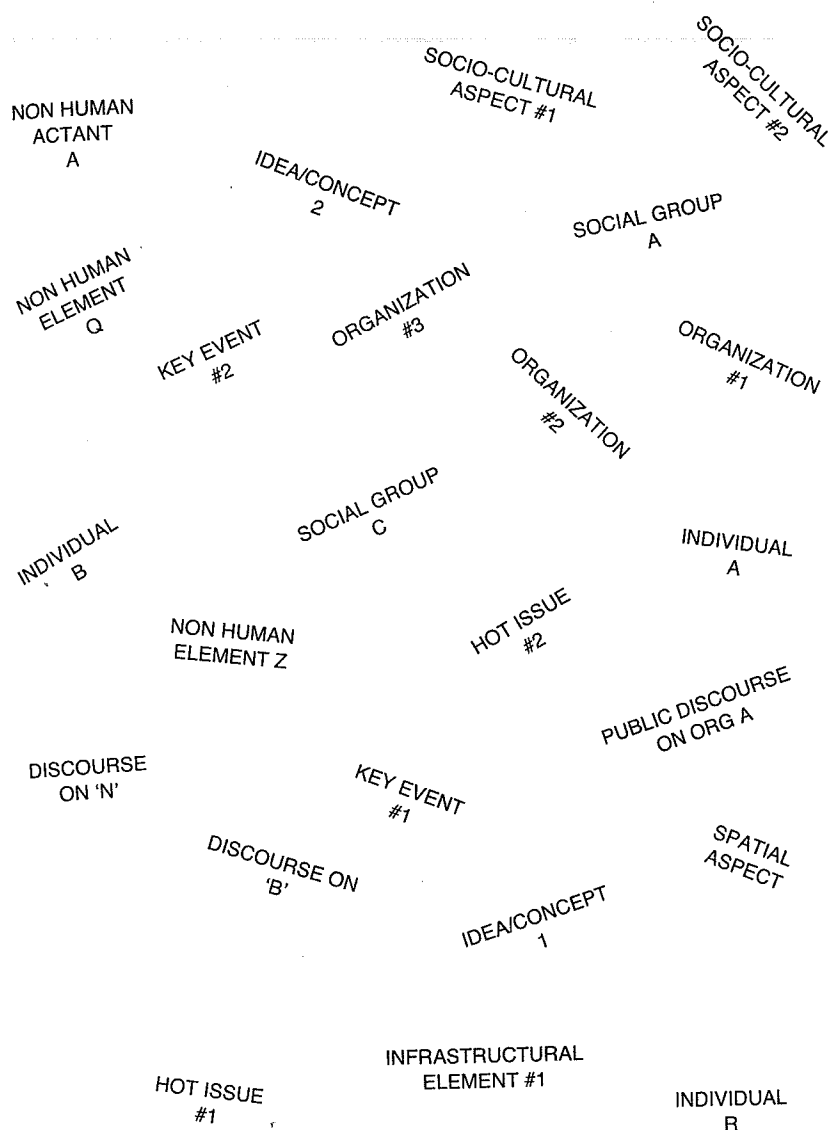 SOCIO-CULTURAL
ASPECT #1
SOCIO-CULTURAL
ASPECT #2
NON HUMAN
ACTANT
A
IDEA/CONCEPT
2
SOCIAL GROUP
A
NON HUMAN
ELEMENT
Q
KEY EVENT
#2
ORGANIZATION
#3
ORGANIZATION
#2
ORGANIZATION
#1
SOCIAL GROUP
C
INDIVIDUAL
B
INDIVIDUAL
A
NON HUMAN
ELEMENT Z
HOT ISSUE
#2
PUBLIC DISCOURSE
ON ORG A
DISCOURSE
ON 'N'
KEY EVENT
#1
DISCOURSE ON
'B'
SPATIAL
ASPECT
IDEA/CONCEPT
1
INFRASTRUCTURAL
ELEMENT #1
HOT ISSUE
#1
INDIVIDUAL
R